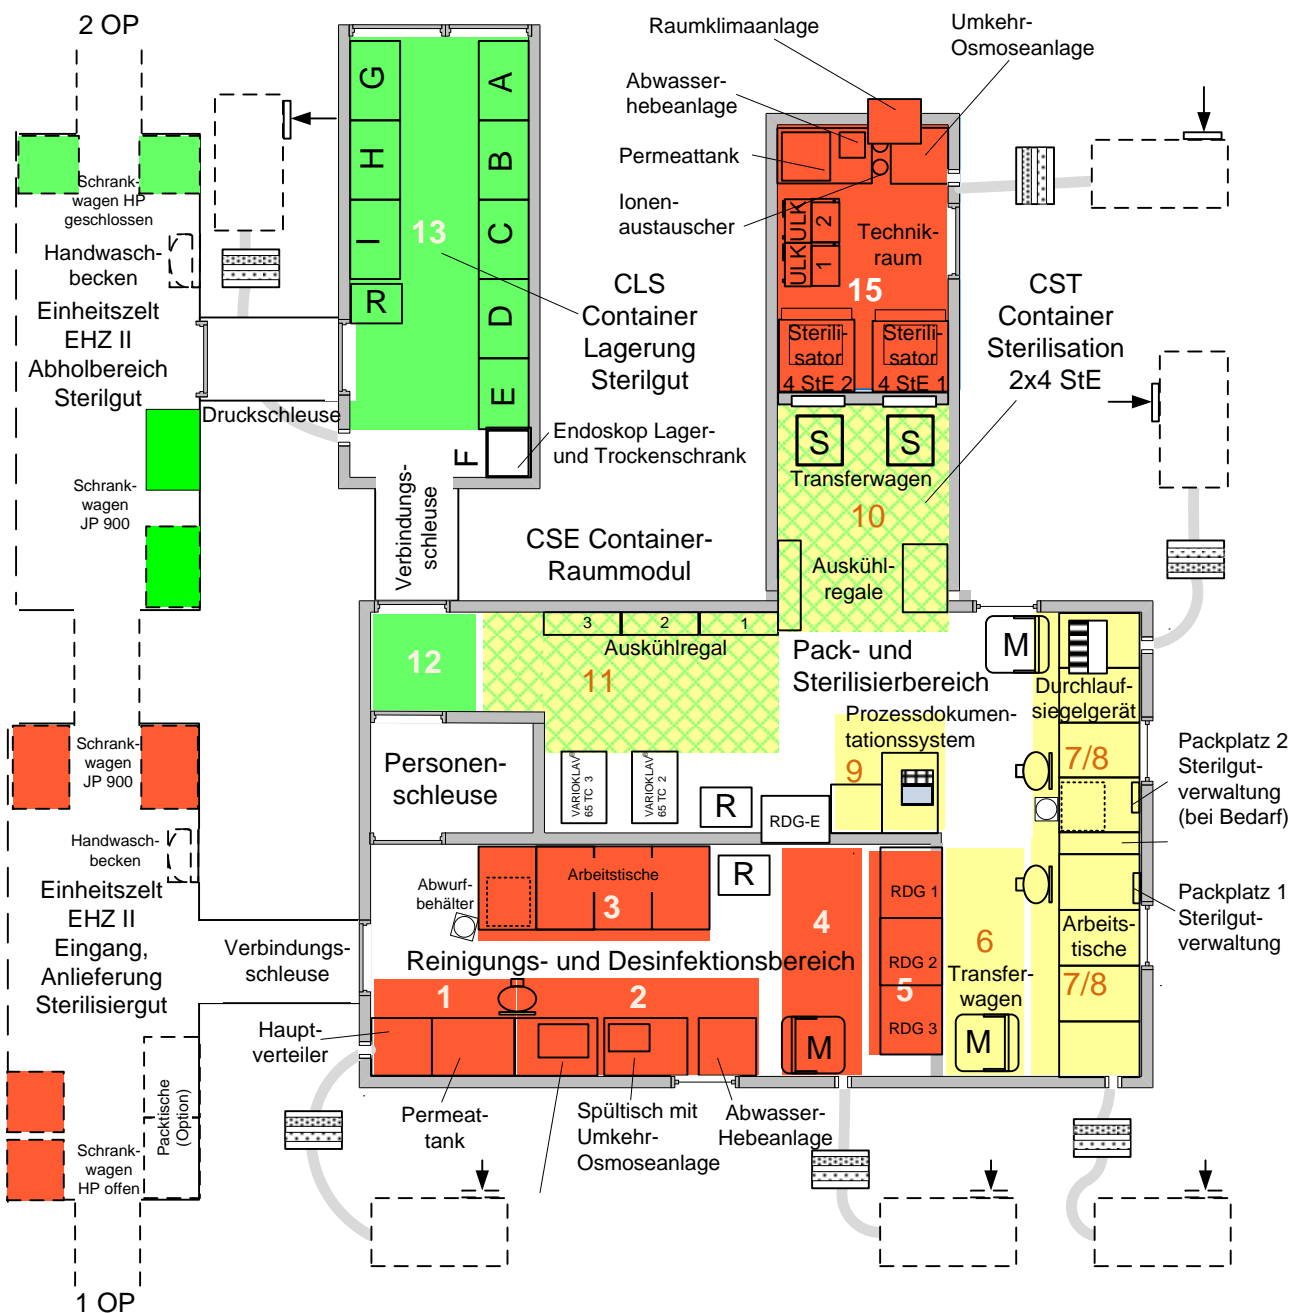 2 OP
Schrank-
wagen HP
geschlossen
Handwasch-
becken
Einheitszelt
EHZ II
Abholbereich
Sterilgut
Schrank-
wagen
JP 900
Druckschleuse
G
H
I
R
13
A
B
C
D
E
F
Endoskop Lager-
und Trockenschrank
Verbindungs-
schleuse
CLS
Container
Lagerung
Sterilgut
Raumklimaanlage
Umkehr-
Osmoseanlage
Abwasser-
hebeanlage
Permeattank
Ionen-
austauscher
ULK 2
ULK 1
Technik-
raum
15
Sterili-
sator
4 StE 2
Sterili-
sator
4 StE 1
CST
Container
Sterilisation
2x4 StE
S
S
Transferwagen
10
Auskühl-
regale
CSE Container-
Raummodul
12
3
2
1
Auskühlregal
11
Pack- und
Sterilisierbereich
M
Durchlauf-
siegelgerät
Prozessdokumen-
tationssystem
9
7/8
Packplatz 2
Sterilgut-
verwaltung
(bei Bedarf)
Personen-
schleuse
VARIOKLAV®
65 TC 3
VARIOKLAV®
65 TC 2
R
RDG-E
Schrank-
wagen
JP 900
Handwasch-
becken
Einheitszelt
EHZ II
Eingang,
Anlieferung
Sterilisiergut
Verbindungs-
schleuse
Abwurf-
behälter
Arbeitstische
3
R
4
RDG 1
RDG 2
5
RDG 3
6
Transfer-
wagen
M
Arbeits-
tische
7/8
Packplatz 1
Sterilgut-
verwaltung
Reinigungs- und Desinfektionsbereich
1
2
M
Haupt-
verteiler
Permeat-
tank
Spültisch mit
Umkehr-
Osmoseanlage
Abwasser-
Hebeanlage
Packtische
(Option)
Schrank-
wagen
HP offen
1 OP